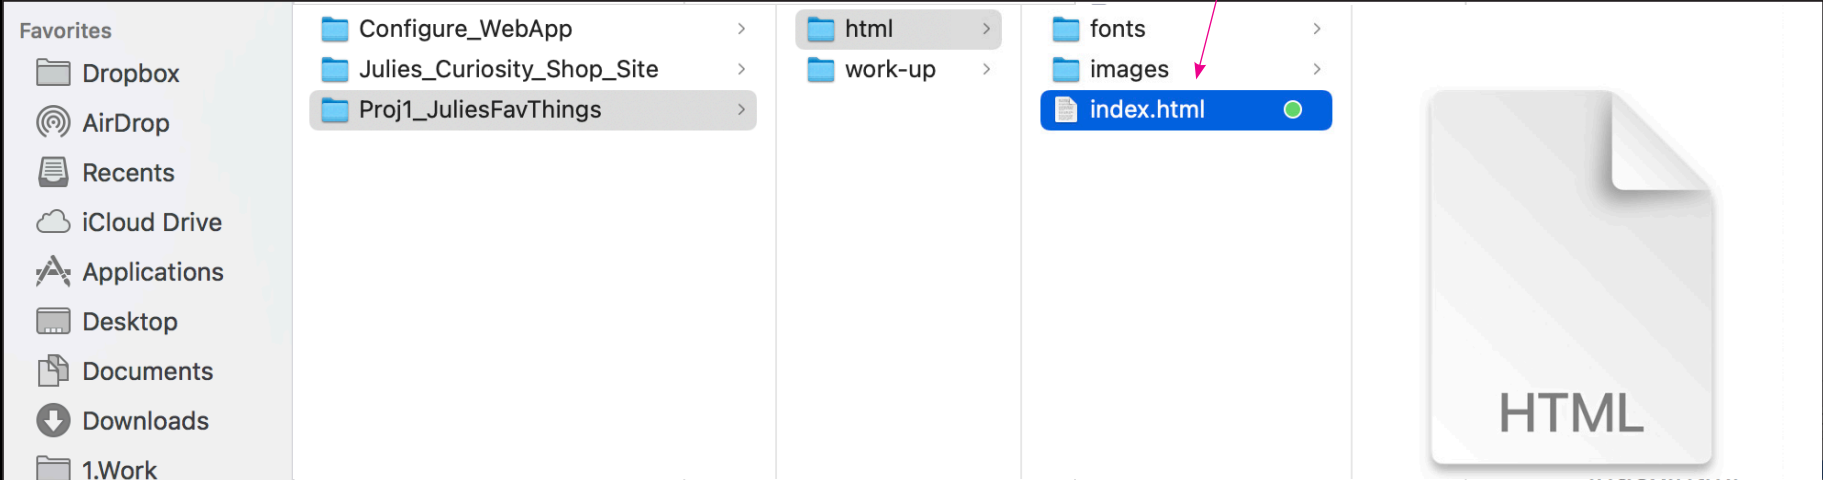 Favorites
Dropbox
AirDrop
Recents
iCloud Drive
Applications
Desktop
Documents
Downloads
1.Work
Configure_WebApp
Julies_Curiosity_Shop_Site
Proj1_JuliesFavThings
html
work-up
fonts
images
index.html
HTML